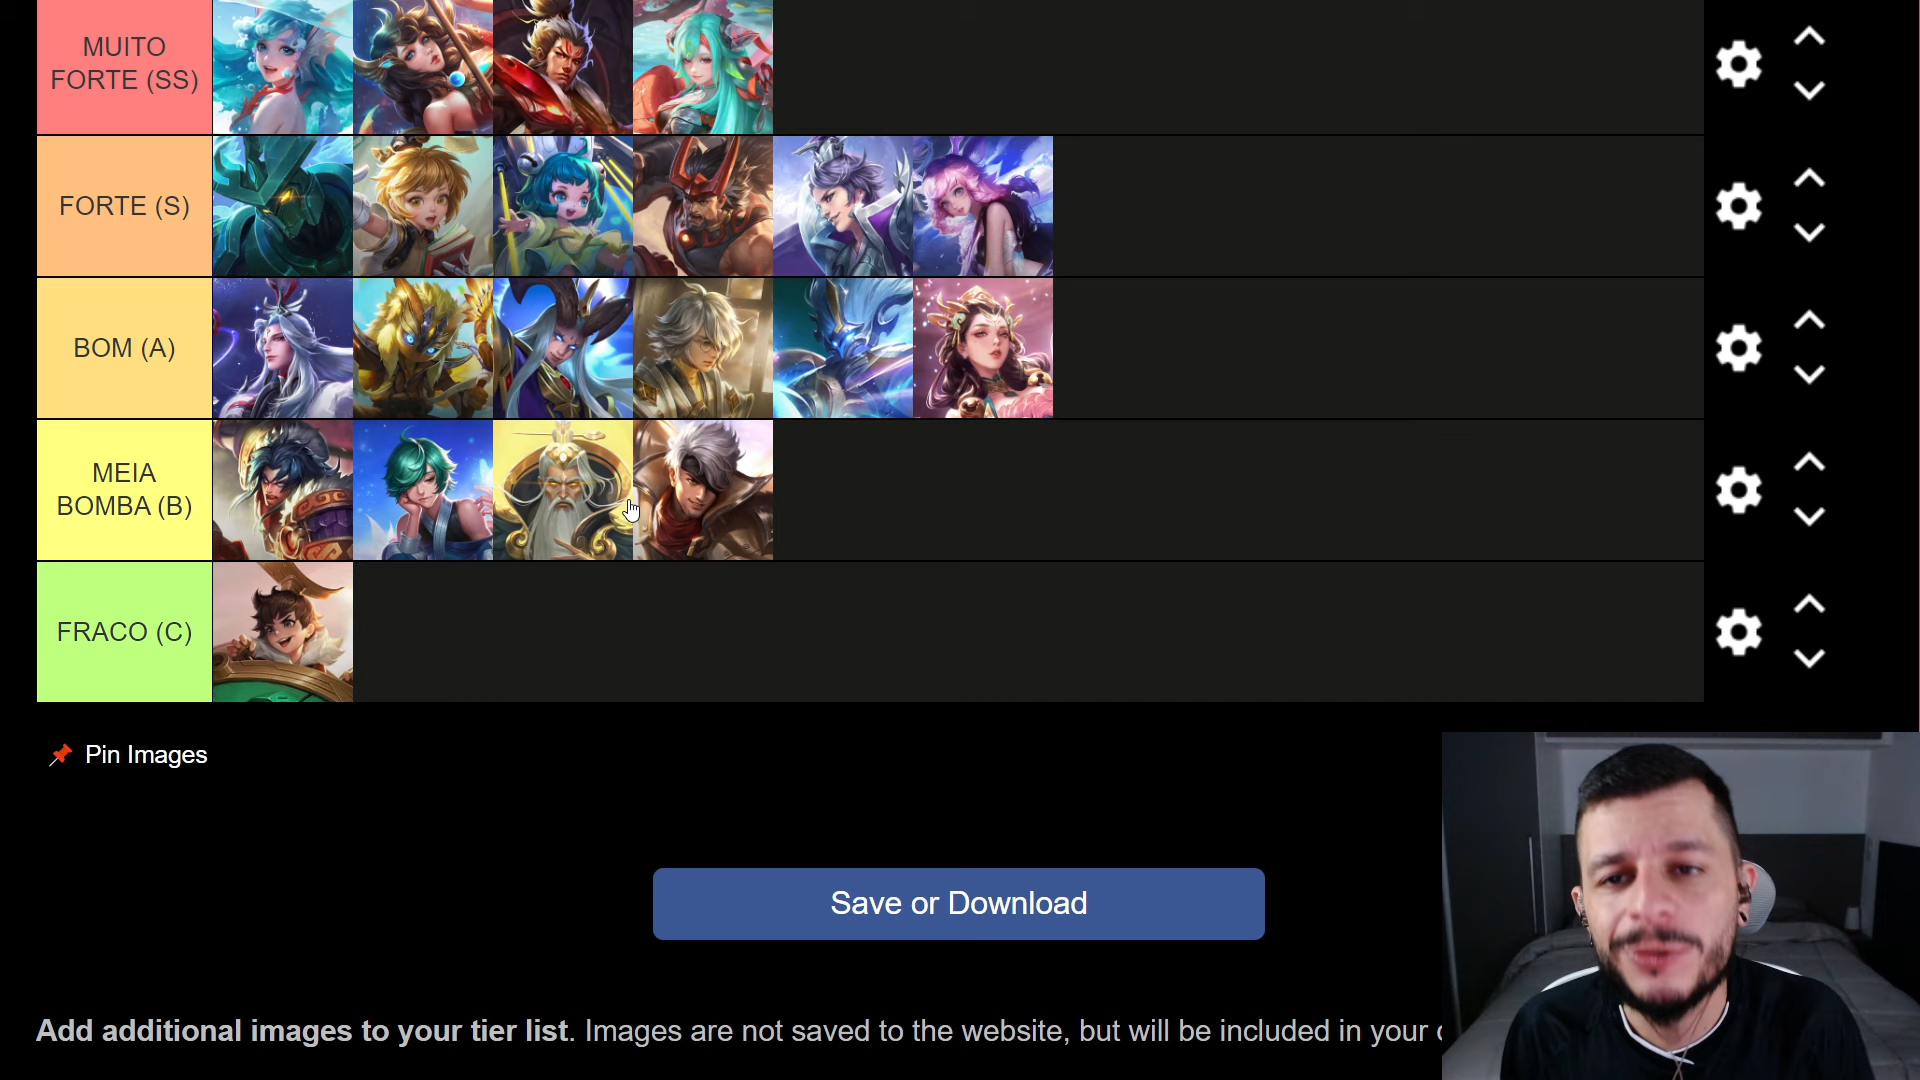 MUITO
FORTE (SS)
FORTE (S)
BOM (A)
MEIA
BOMBA (B)
FRACO (C)
Pin Images
Save or Download
Add additional images to your tier list. Images are not saved to the website, but will be included in your